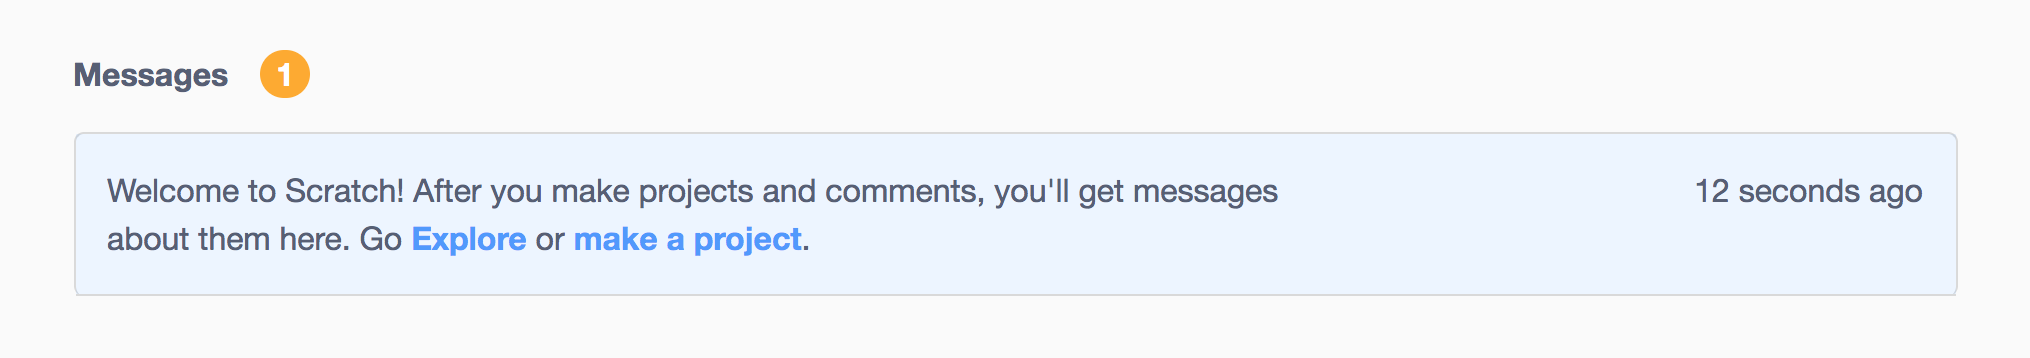 Messages 1
Welcome to Scratch! After you make projects and comments, you'll get messages 12 seconds ago
about them here. Go Explore or make a project.